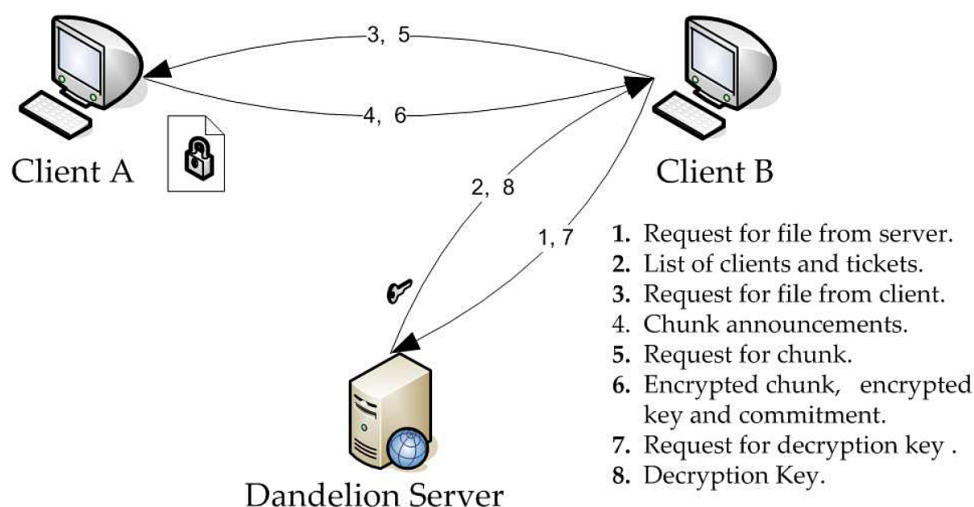 3, 5
4, 6
Client A
Client B
2, 8
1, 7
1. Request for file from server.
2. List of clients and tickets.
3. Request for file from client.
4. Chunk announcements.
5. Request for chunk.
6. Encrypted chunk, encrypted
key and commitment.
7. Request for decryption key .
8. Decryption Key.
Dandelion Server